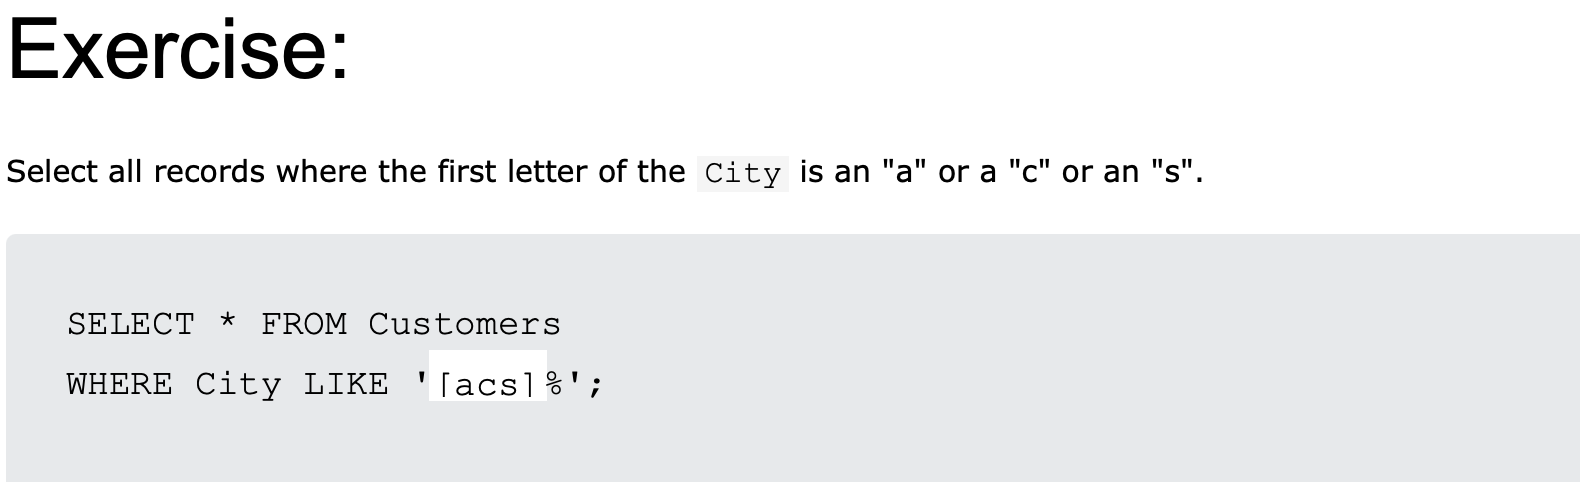 Exercise:
Select all records where the first letter of the City is an "a" or a "c" or an "s".
SELECT * FROM Customers
WHERE City LIKE '[acs]%';